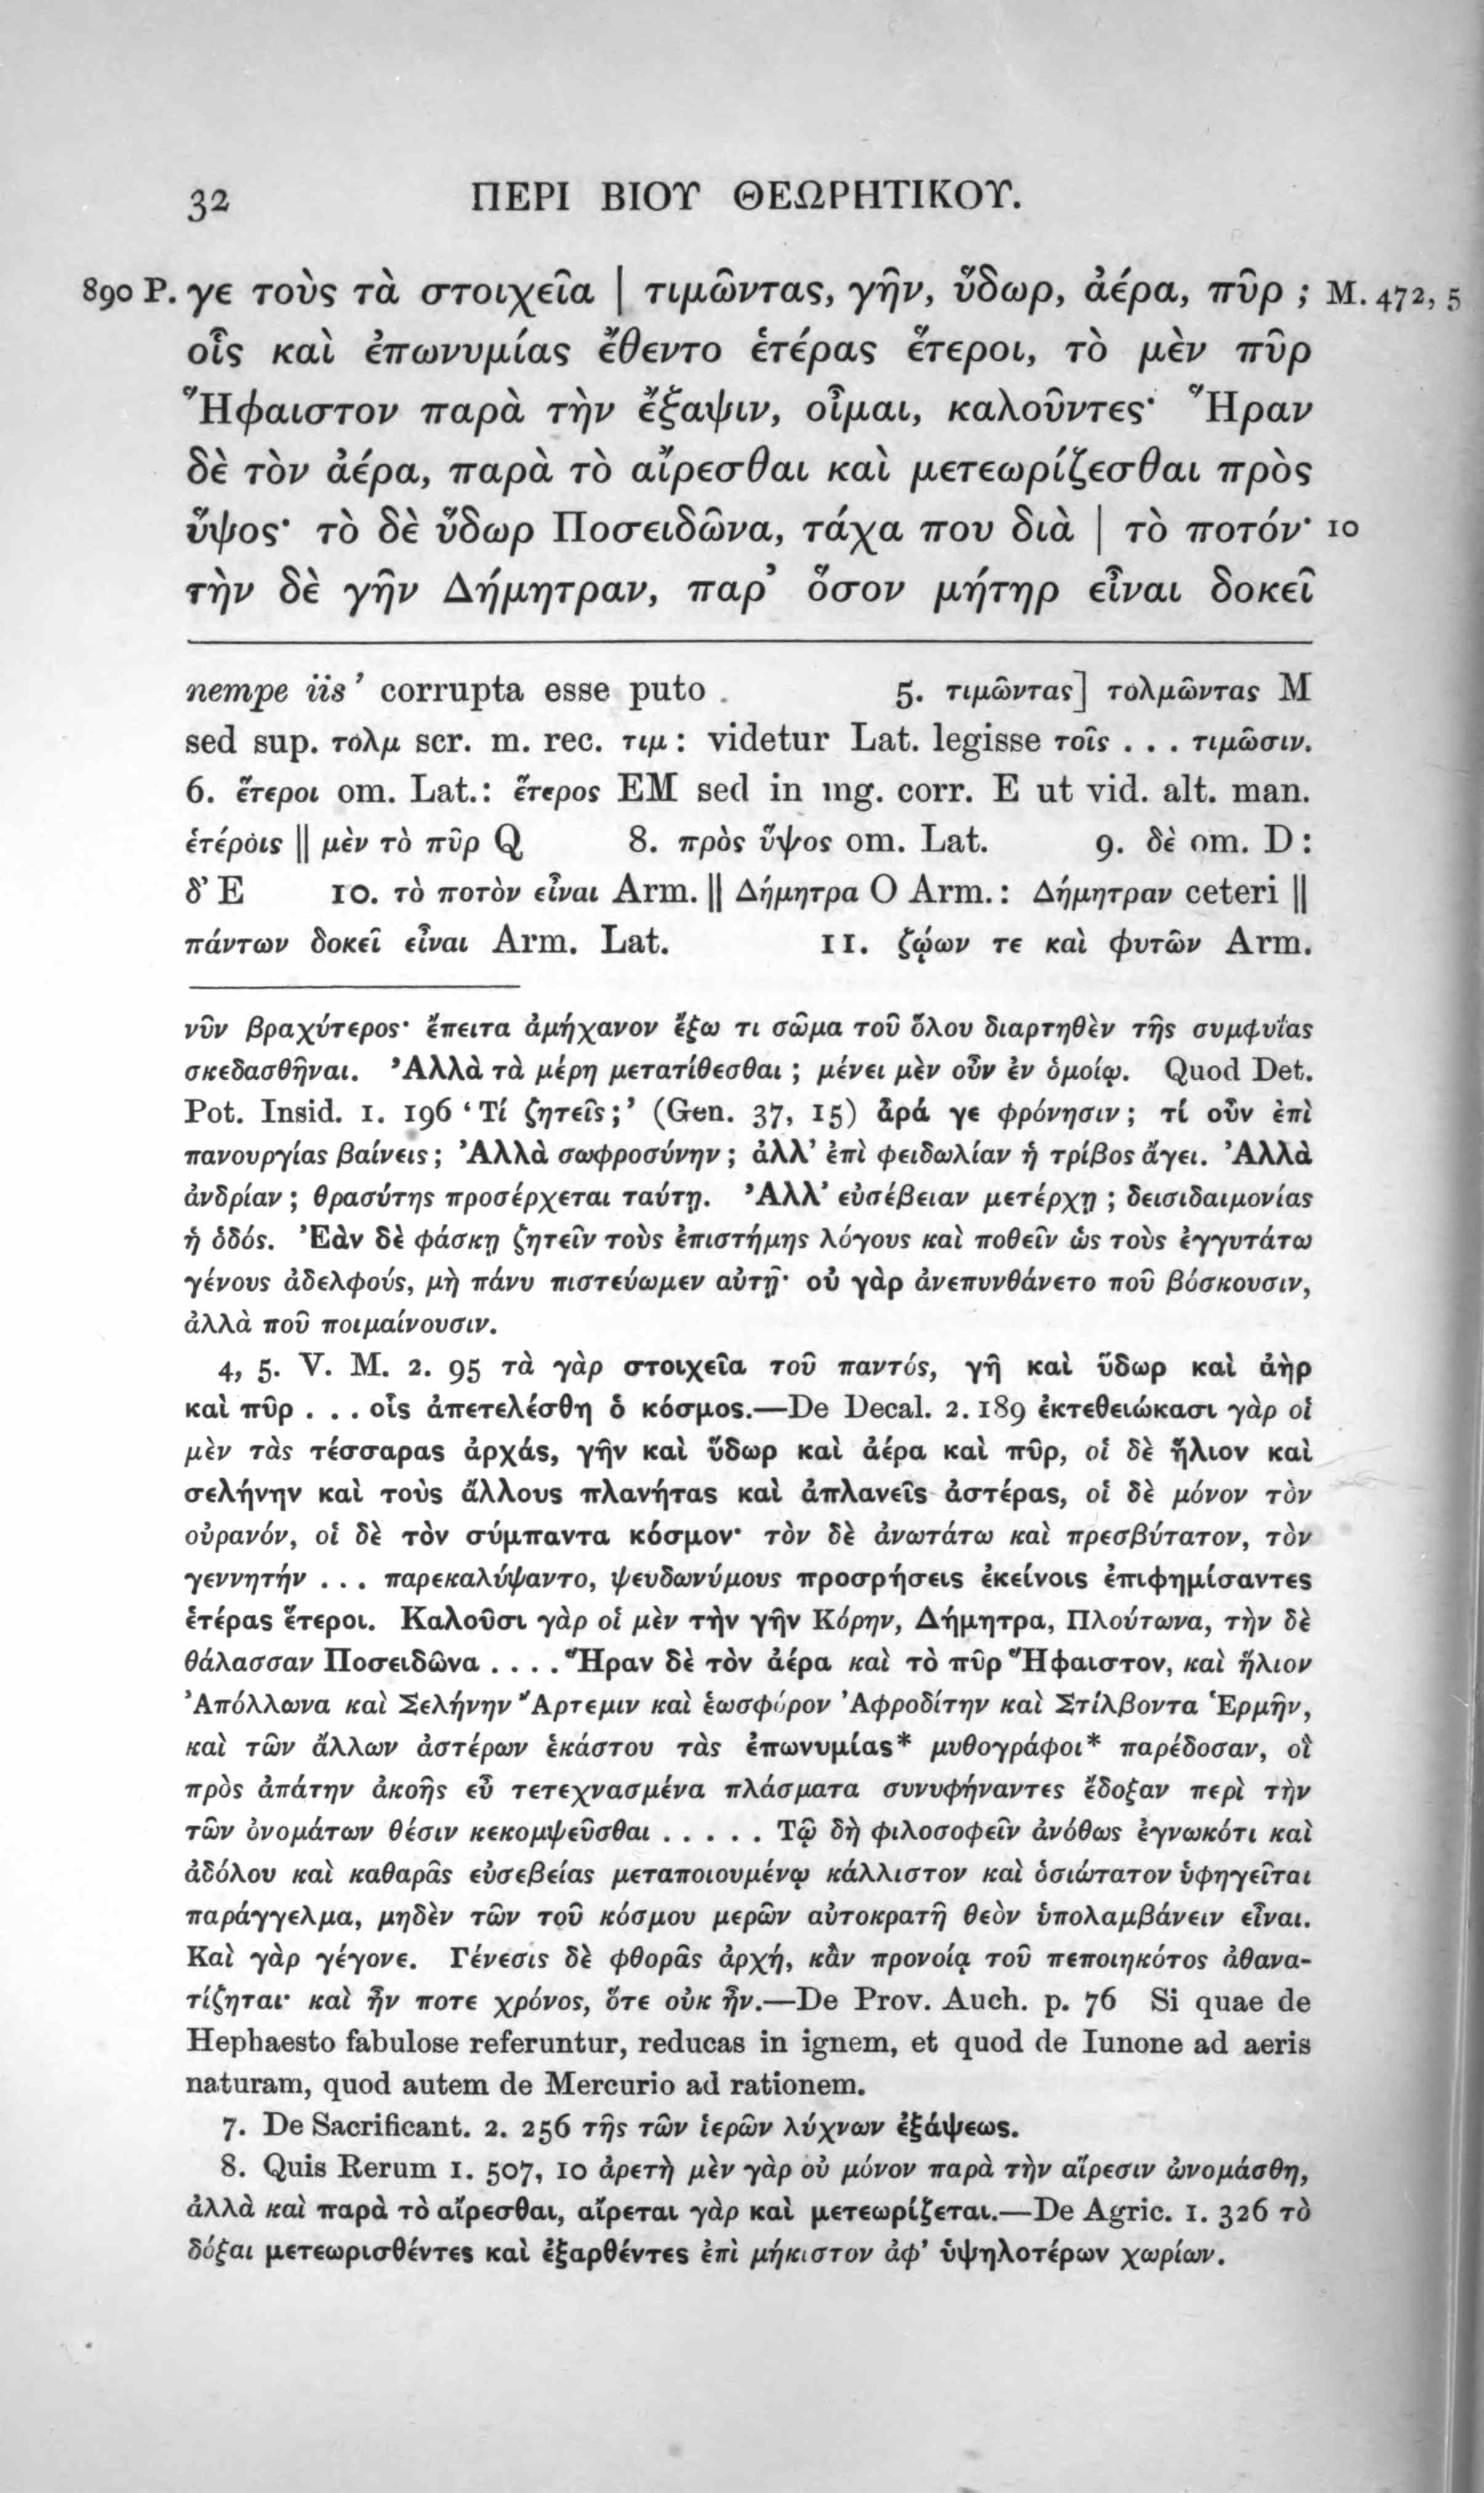 32 ΠΕΡΙ ΒΙΟΥ ΘΕΩΡΗΤΙΚΟΥ.
890 P. γε τοὺς τὰ στοιχεῖα | τιμῶντας, γῆν, ὕδωρ, ἀέρα, πῦρ ; M. 472, 5
οἷς καὶ ἐπωνυμίας ἔθεντο ἑτέρας ἕτεροι, τὸ μὲν πῦρ
Ἥφαιστον παρὰ τὴν ἔξαψιν, οἶμαι, καλοῦντες· Ἥραν
δὲ τὸν ἀέρα, παρὰ τὸ αἴρεσθαι καὶ μετεωρίζεσθαι πρὸς
ὕψος· τὸ δὲ ὕδωρ Ποσειδῶνα, τάχα που διὰ | τὸ ποτόν· 10
τὴν δὲ γῆν Δήμητραν, παρ’ ὅσον μήτηρ εἶναι δοκεῖ
nempe iis’ corrupta esse puto . 5. τιμῶντας] τολμῶντας M
sed sup. τολμ scr. m. rec. τιμ : videtur Lat. legisse τοῖς . . . τιμῶσιν.
6. ἕτεροι om. Lat.: ἕτερος EM sed in mg. corr. E ut vid. alt. man.
ἑτέροις || μὲν τὸ πῦρ Q 8. πρὸς ὕψος om. Lat. 9. δὲ om. D :
δ’ E 10. τὸ ποτὸν εἶναι Arm. || Δήμητρα O Arm. : Δήμητραν ceteri ||
πάντων δοκεῖ εἶναι Arm. Lat. 11. ζῴων τε καὶ φυτῶν Arm.
νῦν βραχύτερος· ἔπειτα ἀμήχανον ἔξω τι σῶμα τοῦ ὅλου διαρτηθὲν τῆς συμφυΐας
σκεδασθῆναι. Ἀλλὰ τὰ μέρη μετατίθεσθαι ; μένει μὲν οὖν ἐν ὁμοίῳ. Quod Det.
Pot. Insid. 1. 196 ‘Τί ζητεῖς ;’ (Gen. 37, 15) ἆρά γε φρόνησιν ; τί οὖν ἐπὶ
πανουργίας βαίνεις ; Ἀλλὰ σωφροσύνην ; ἀλλ’ ἐπὶ φειδωλίαν ἡ τρίβος ἄγει. Ἀλλὰ
ἀνδρίαν ; θρασύτης προσέρχεται ταύτῃ. Ἀλλ’ εὐσέβειαν μετέρχῃ ; δεισιδαιμονίας
ἡ ὁδός. Ἐὰν δὲ φάσκῃ ζητεῖν τοὺς ἐπιστήμης λόγους καὶ ποθεῖν ὡς τοὺς ἐγγυτάτω
γένους ἀδελφούς, μὴ πάνυ πιστεύωμεν αὐτῇ· οὐ γὰρ ἀνεπυνθάνετο ποῦ βόσκουσιν,
ἀλλὰ ποῦ ποιμαίνουσιν.
4, 5. V. M. 2. 95 τὰ γὰρ στοιχεῖα τοῦ παντός, γῆ καὶ ὕδωρ καὶ ἀὴρ
καὶ πῦρ . . . οἷς ἀπετελέσθη ὁ κόσμος.—De Decal. 2. 189 ἐκτεθειώκασι γὰρ οἱ
μὲν τὰς τέσσαρας ἀρχάς, γῆν καὶ ὕδωρ καὶ ἀέρα καὶ πῦρ, οἱ δὲ ἥλιον καὶ
σελήνην καὶ τοὺς ἄλλους πλανήτας καὶ ἀπλανεῖς ἀστέρας, οἱ δὲ μόνον τὸν
οὐρανόν, οἱ δὲ τὸν σύμπαντα κόσμον· τὸν δὲ ἀνωτάτω καὶ πρεσβύτατον, τὸν
γεννητήν . . . παρεκαλύψαντο, ψευδωνύμους προσρήσεις ἐκείνοις ἐπιφημίσαντες
ἑτέρας ἕτεροι. Καλοῦσι γὰρ οἱ μὲν τὴν γῆν Κόρην, Δήμητρα, Πλούτωνα, τὴν δὲ
θάλασσαν Ποσειδῶνα . . . . Ἥραν δὲ τὸν ἀέρα καὶ τὸ πῦρ Ἥφαιστον, καὶ ἥλιον
Ἀπόλλωνα καὶ Σελήνην Ἄρτεμιν καὶ ἑωσφόρον Ἀφροδίτην καὶ Στίλβοντα Ἑρμῆν,
καὶ τῶν ἄλλων ἀστέρων ἑκάστου τὰς ἐπωνυμίας* μυθογράφοι* παρέδοσαν, οἳ
πρὸς ἀπάτην ἀκοῆς εὖ τετεχνασμένα πλάσματα συνυφήναντες ἔδοξαν περὶ τὴν
τῶν ὀνομάτων θέσιν κεκομψεῦσθαι . . . . . Τῷ δὴ φιλοσοφεῖν ἀνόθως ἐγνωκότι καὶ
ἀδόλου καὶ καθαρᾶς εὐσεβείας μεταποιουμένῳ κάλλιστον καὶ ὁσιώτατον ὑφηγεῖται
παράγγελμα, μηδὲν τῶν τοῦ κόσμου μερῶν αὐτοκρατῆ θεὸν ὑπολαμβάνειν εἶναι.
Καὶ γὰρ γέγονε. Γένεσις δὲ φθορᾶς ἀρχή, κἂν προνοίᾳ τοῦ πεποιηκότος ἀθανα-
τίζηται· καὶ ἦν ποτε χρόνος, ὅτε οὐκ ἦν.—De Prov. Auch. p. 76 Si quae de
Hephaesto fabulose referuntur, reducas in ignem, et quod de Iunone ad aeris
naturam, quod autem de Mercurio ad rationem.
7. De Sacrificant. 2. 256 τῆς τῶν ἱερῶν λύχνων ἐξάψεως.
8. Quis Rerum 1. 507, 10 ἀρετὴ μὲν γὰρ οὐ μόνον παρὰ τὴν αἵρεσιν ὠνομάσθη,
ἀλλὰ καὶ παρὰ τὸ αἴρεσθαι, αἴρεται γὰρ καὶ μετεωρίζεται.—De Agric. 1. 326 τὸ
δόξαι μετεωρισθέντες καὶ ἐξαρθέντες ἐπὶ μήκιστον ἀφ’ ὑψηλοτέρων χωρίων.